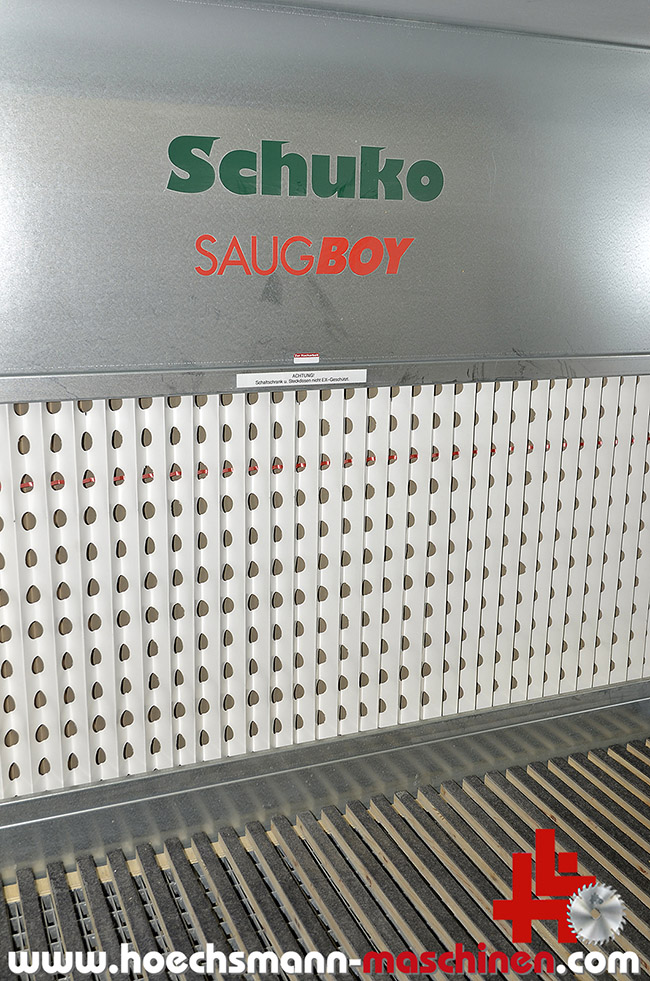 Schuko
SAUGBOY
ACHTUNG!
Schaltschrank u. Steckdosen nicht EX-Geschützt.
www.hoechsmann-maschinen.com